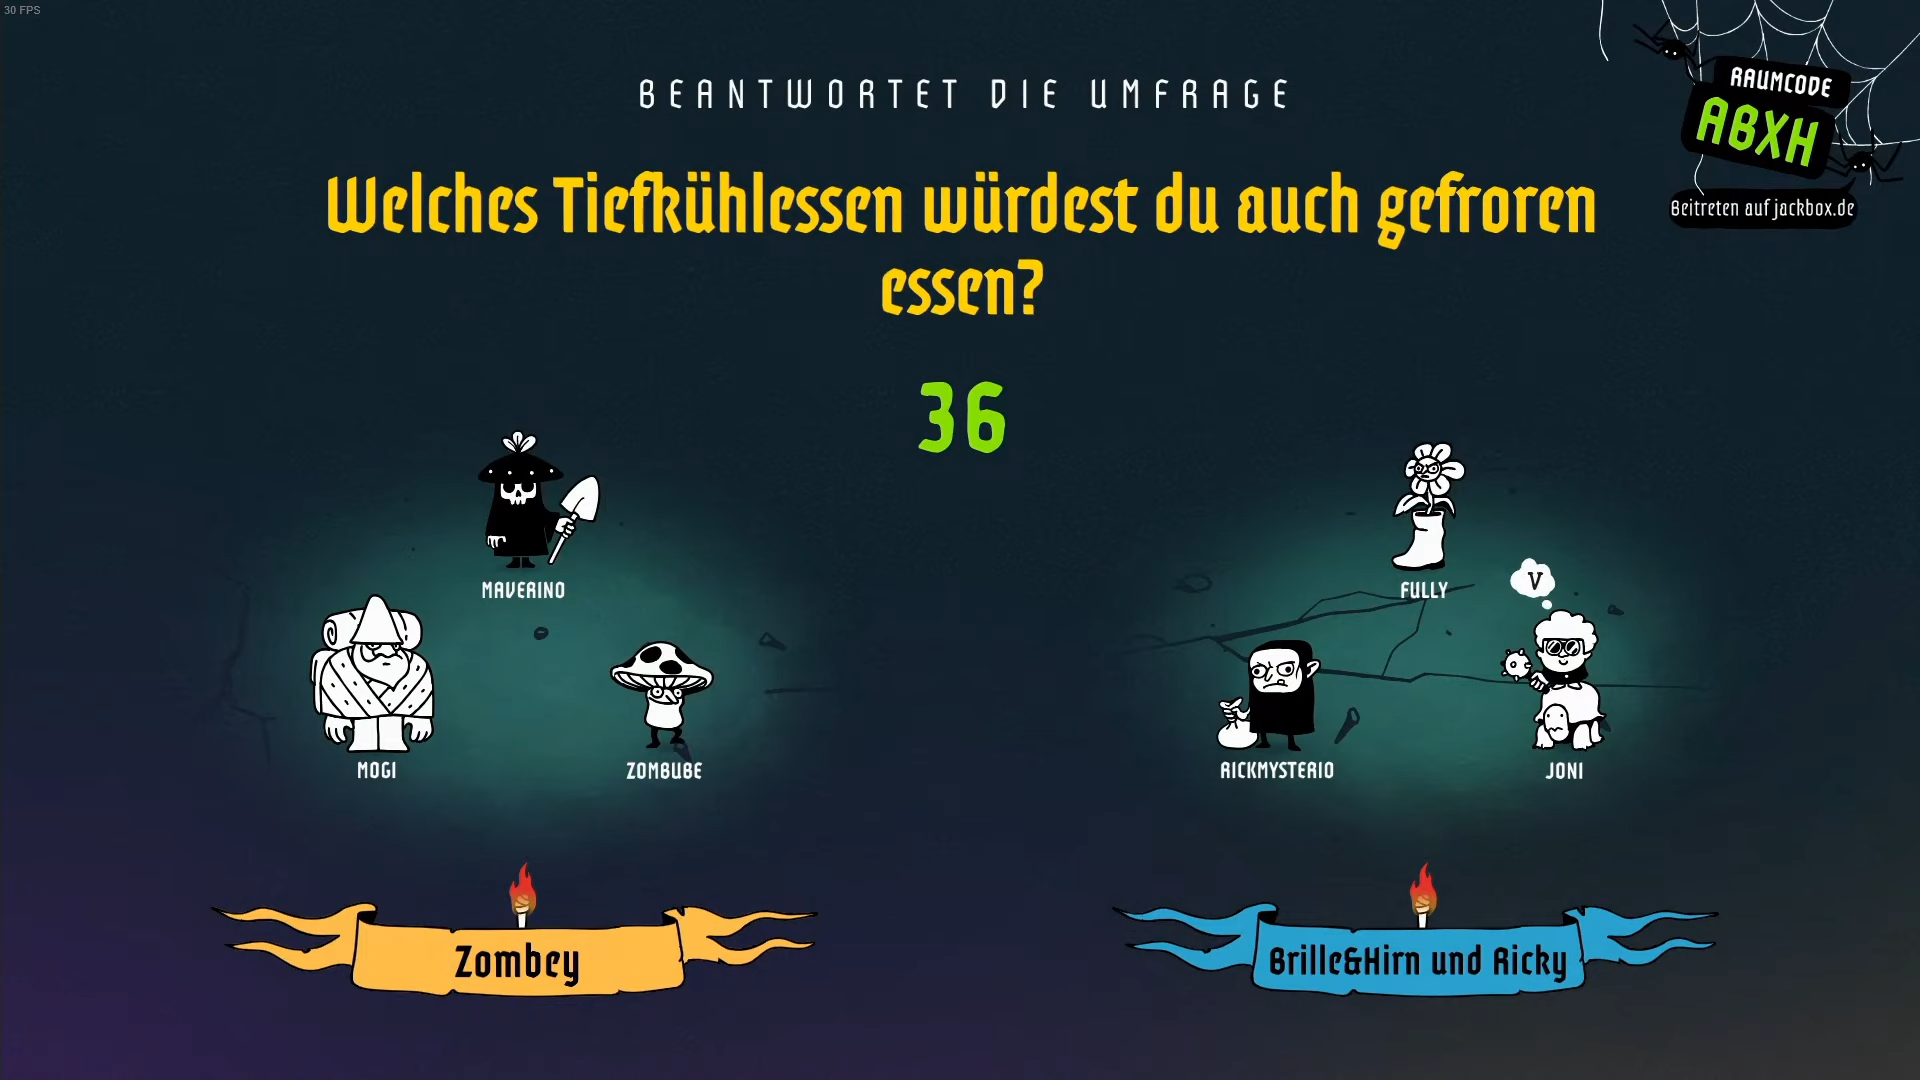 30 FPS
BEANTWORTET DIE UMFRAGE
RAUMCODE
ABXH
Beitreten auf jackbox.de
Welches Tiefkühlessen würdest du auch gefroren
essen?
36
MAVERINO
FULLY
V
MOGI
ZOMBUBE
RICKMYSTERIO
JONI
Zombey
Brille&Hirn und Ricky